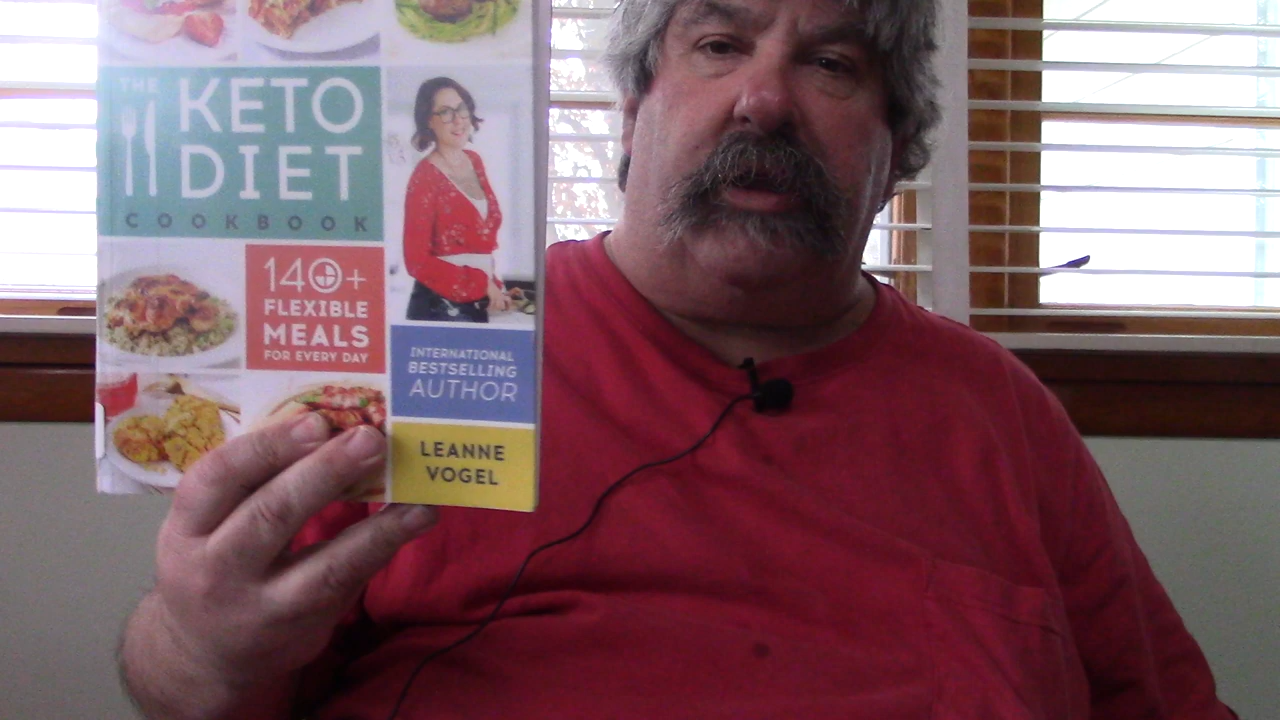 THE
KETO
DIET
COOKBOOK
140+
FLEXIBLE
MEALS
FOR EVERY DAY
INTERNATIONAL
BESTSELLING
AUTHOR
LEANNE
VOGEL